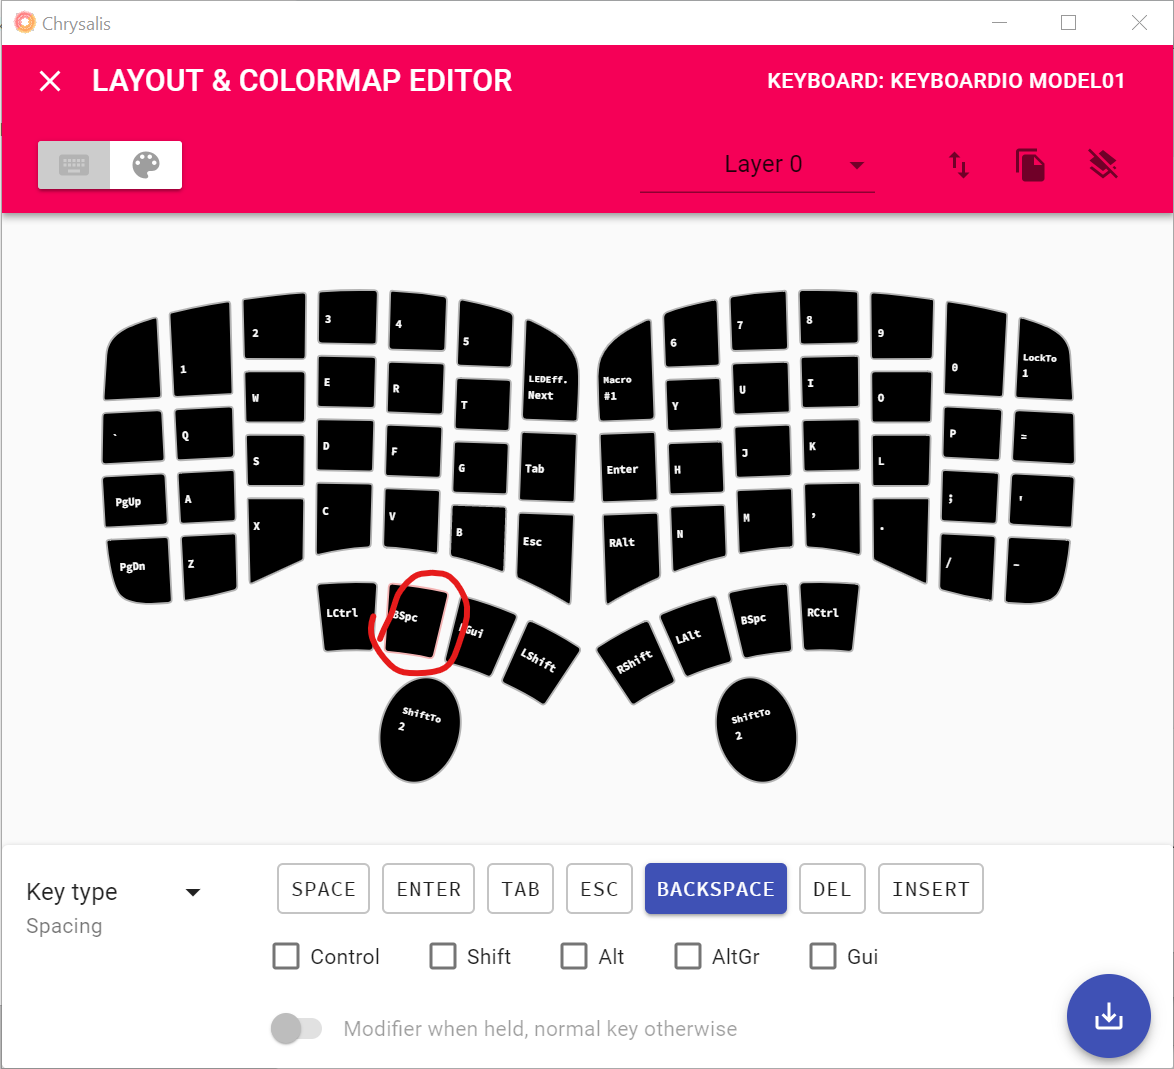 Chrysalis
LAYOUT & COLORMAP EDITOR
KEYBOARD: KEYBOARDIO MODEL01
Layer 0
1
2
3
4
5
LEDEff.
Next
Macro
#1
6
7
8
9
0
LockTo
1
`
Q
W
E
R
T
Tab
Enter
Y
U
I
O
P
=
PgUp
A
S
D
F
G
H
J
K
L
;
'
PgDn
Z
X
C
V
B
Esc
RAlt
N
M
,
.
/
-
LCtrl
BSpc
Gui
LShift
RShift
LAlt
BSpc
RCtrl
ShiftTo
2
ShiftTo
2
Key type
Spacing
SPACE ENTER TAB ESC BACKSPACE DEL INSERT
Control Shift Alt AltGr Gui
Modifier when held, normal key otherwise